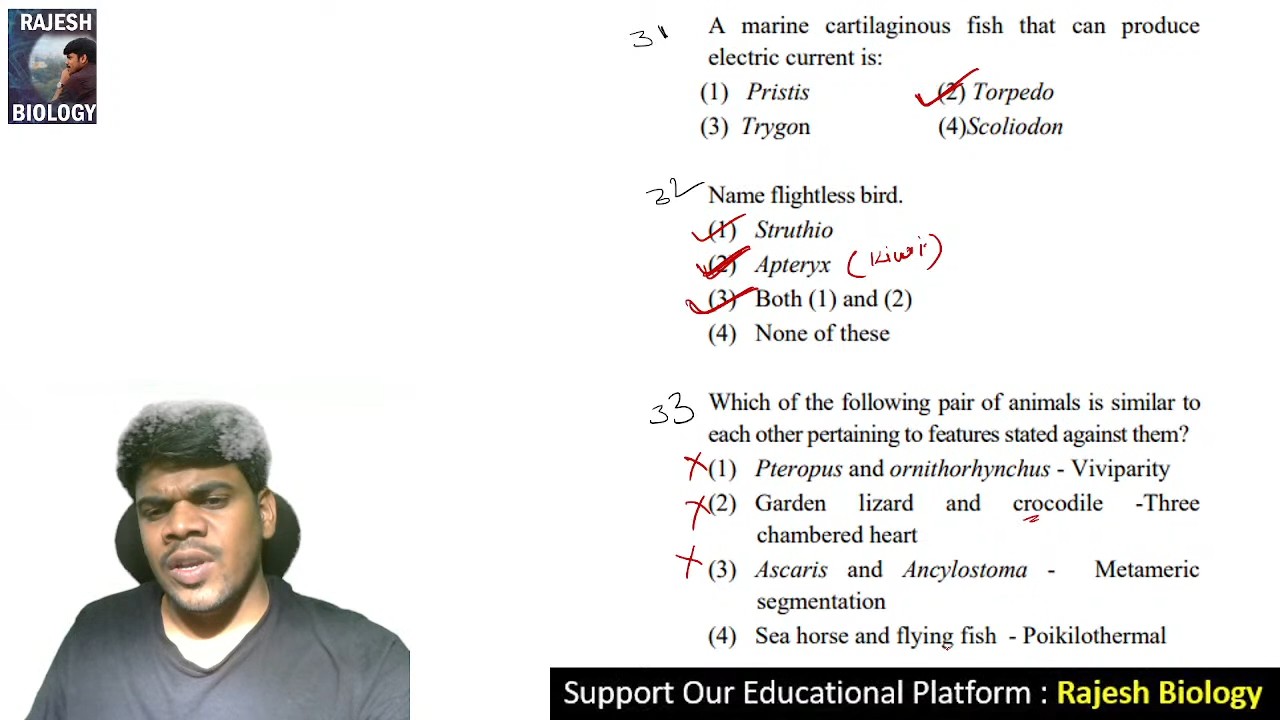 RAJESH
BIOLOGY
31 A marine cartilaginous fish that can produce
electric current is:
(1) Pristis (2) Torpedo
(3) Trygon (4)Scoliodon
32 Name flightless bird.
(1) Struthio
(2) Apteryx (Kiwi)
(3) Both (1) and (2)
(4) None of these
33 Which of the following pair of animals is similar to
each other pertaining to features stated against them?
(1) Pteropus and ornithorhynchus - Viviparity
(2) Garden lizard and crocodile -Three
chambered heart
(3) Ascaris and Ancylostoma - Metameric
segmentation
(4) Sea horse and flying fish - Poikilothermal
Support Our Educational Platform : Rajesh Biology